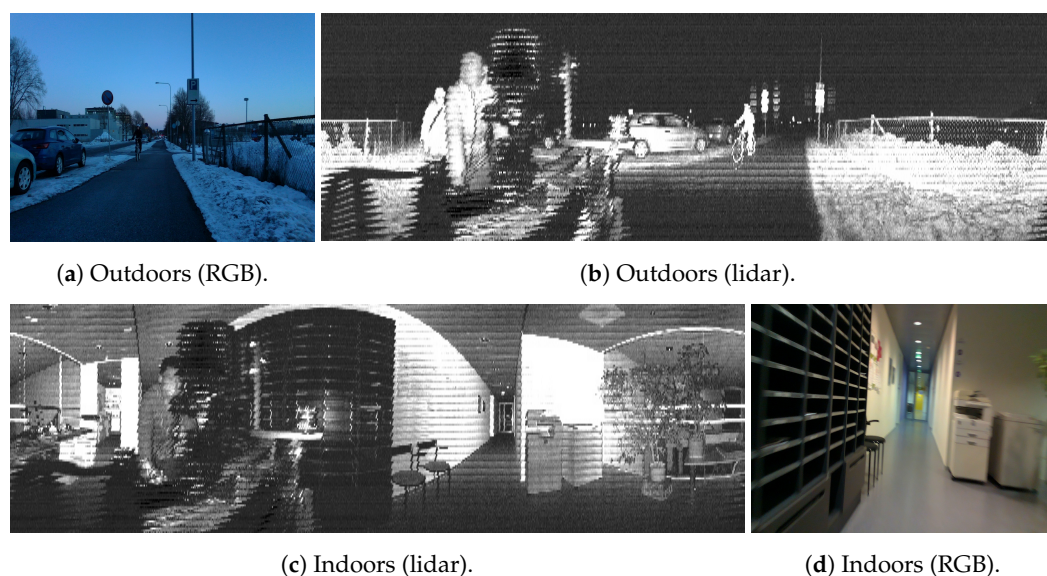 (a) Outdoors (RGB).
(b) Outdoors (lidar).
(c) Indoors (lidar).
(d) Indoors (RGB).